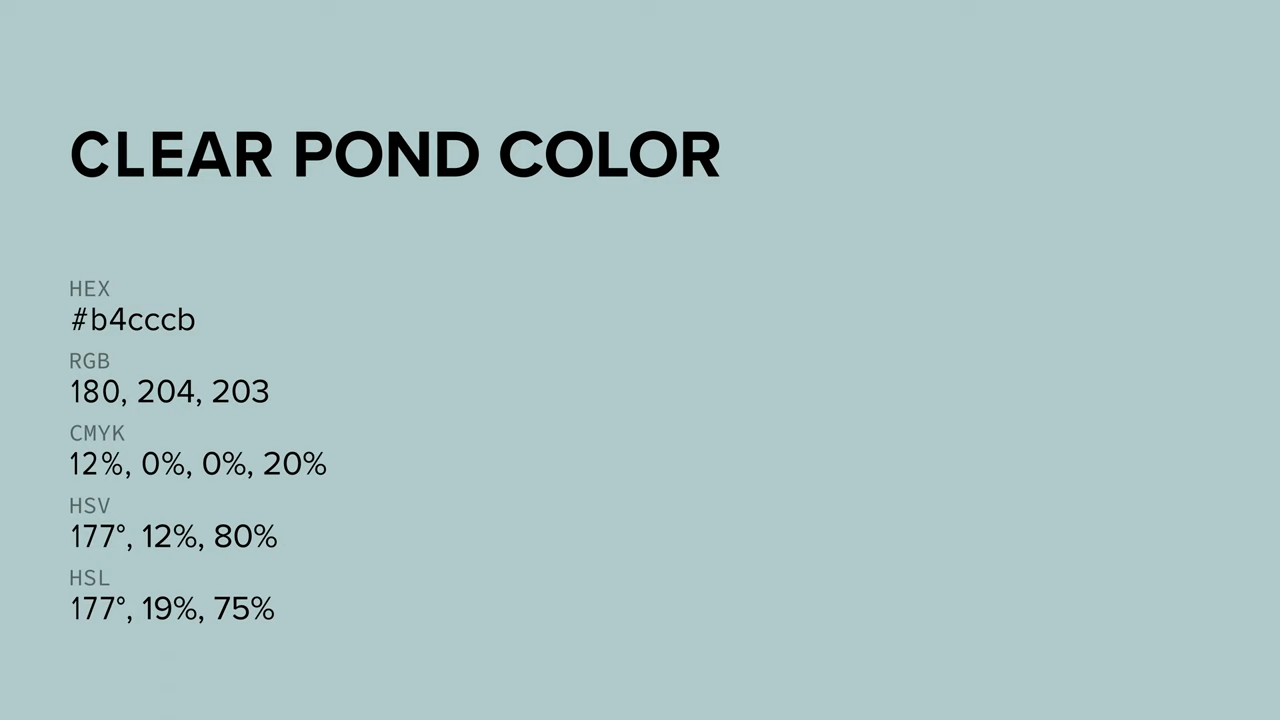 CLEAR POND COLOR
HEX
#b4cccb
RGB
180, 204, 203
CMYK
12%, 0%, 0%, 20%
HSV
177°, 12%, 80%
HSL
177°, 19%, 75%